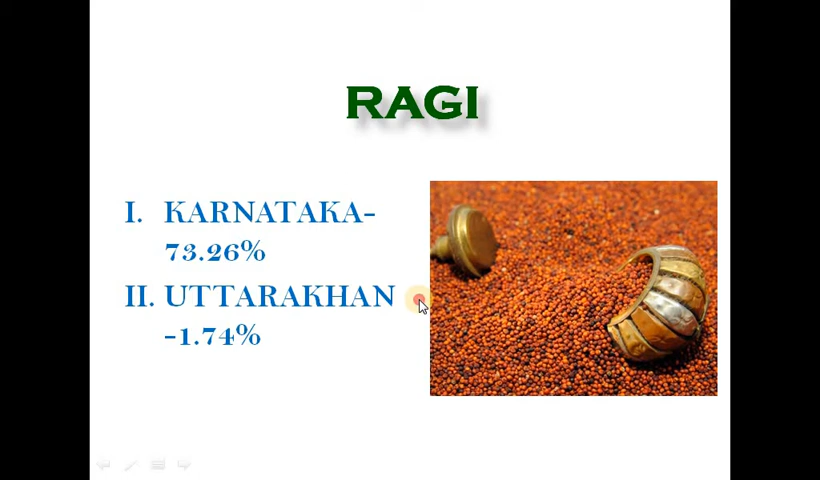 RAGI
I. KARNATAKA-
73.26%
II. UTTARAKHAN
-1.74%